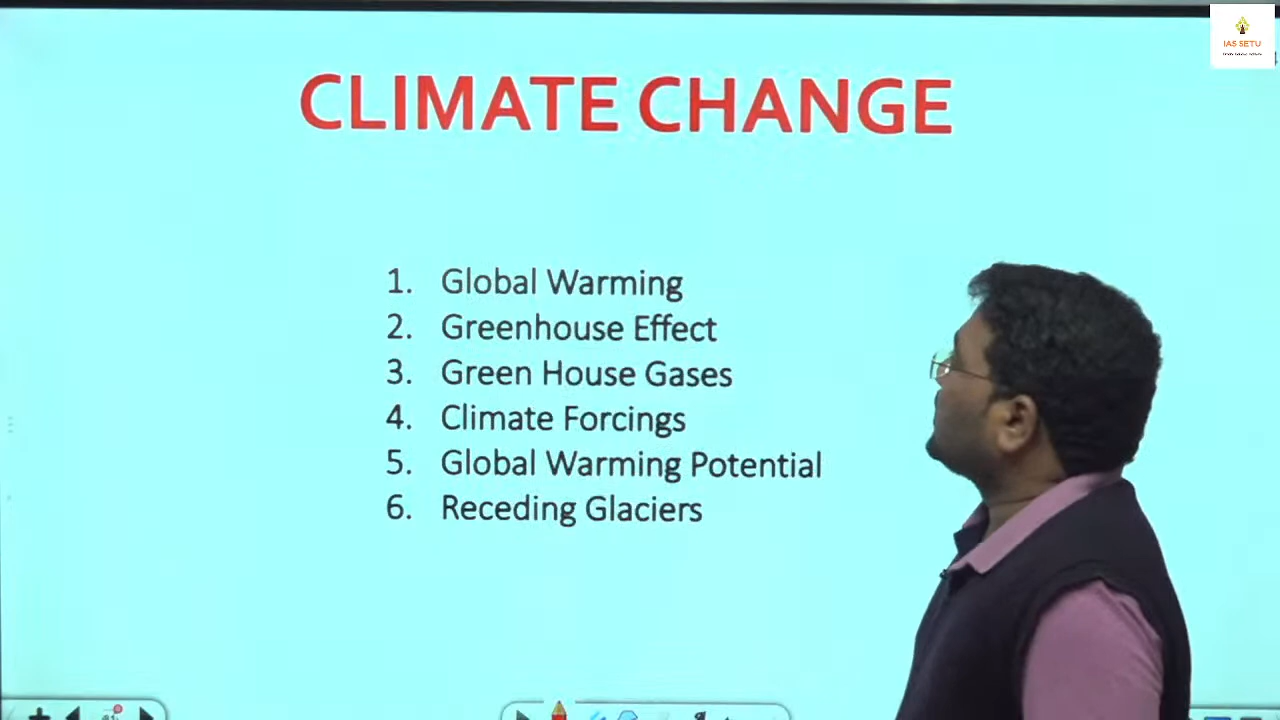 IAS SETU
CLIMATE CHANGE
1. Global Warming
2. Greenhouse Effect
3. Green House Gases
4. Climate Forcings
5. Global Warming Potential
6. Receding Glaciers